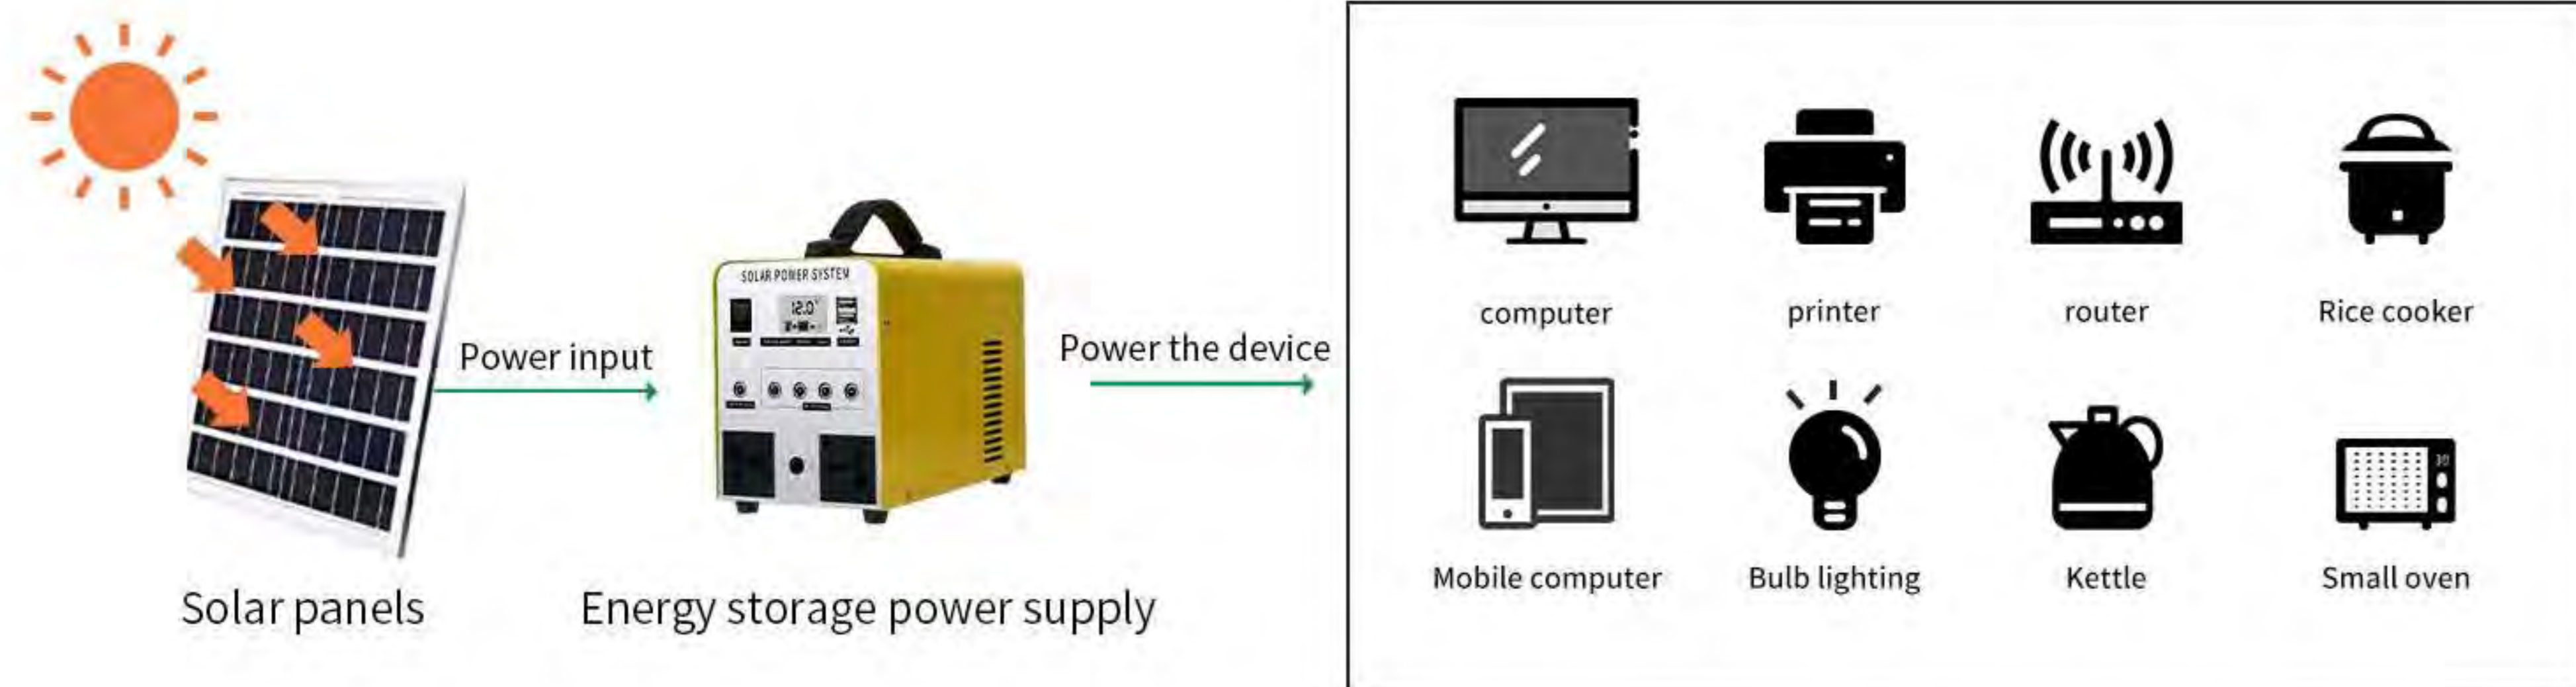 SOLAR POWER SYSTEM
12.0
Power input
Power the device
Solar panels
Energy storage power supply
computer
printer
router
Rice cooker
Mobile computer
Bulb lighting
Kettle
30
Small oven